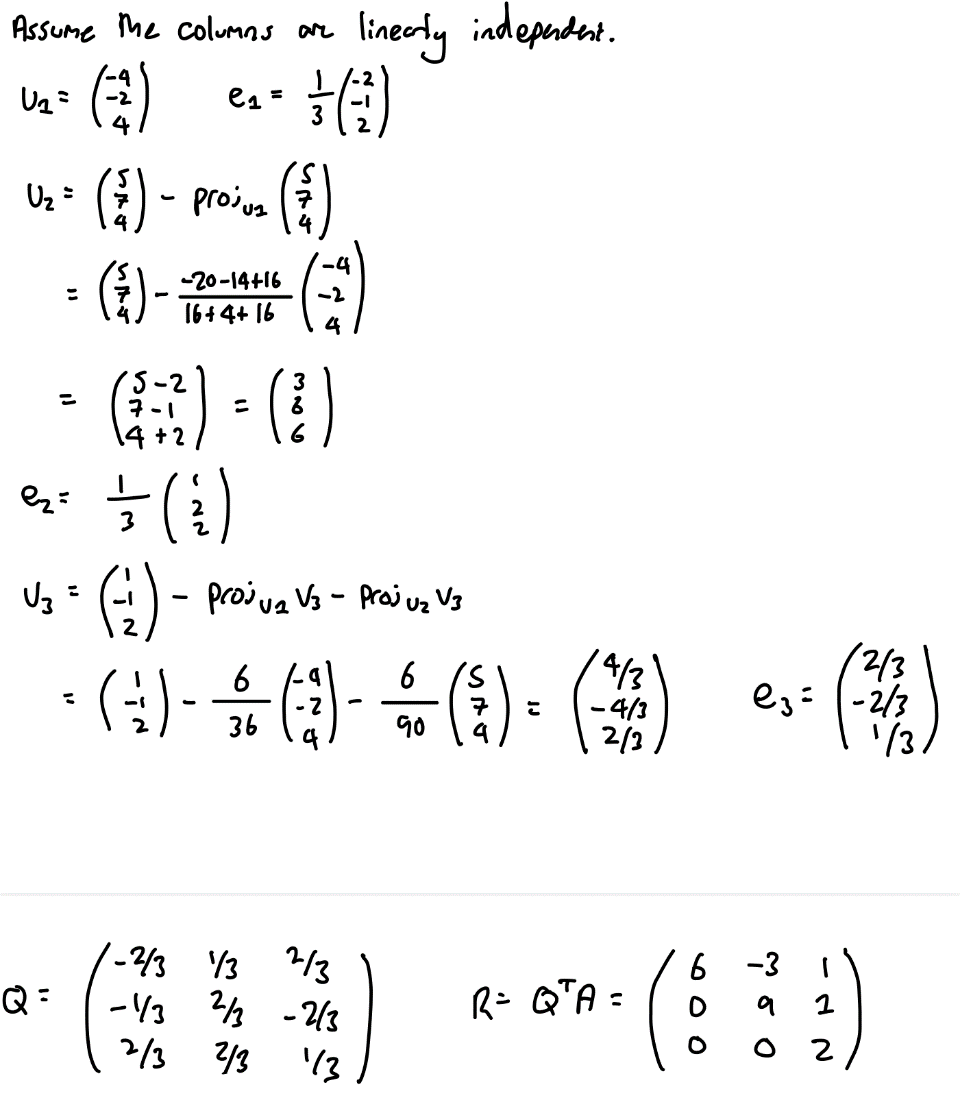 Assume the columns are linearly independent.
U₁ = (-4 -2 4) e₁ = 1/3 (-2 -1 2)
U₂ = (5 7 4) - proj_U₁ (5 7 4)
= (5 7 4) - (-20-14+16)/(16+4+16) (-4 -2 4)
= (5-2 7-1 4+2) = (3 6 6)
e₂ = 1/3 (1 2 2)
U₃ = (1 -1 2) - proj_U₁ V₃ - proj_U₂ V₃
= (1 -1 2) - 6/36 (-4 -2 4) - 6/90 (5 7 4) = (4/3 -4/3 2/3) e₃ = (2/3 -2/3 1/3)
Q = (-2/3 1/3 2/3
-1/3 2/3 -2/3
2/3 2/3 1/3) R = QᵀA = (6 -3 1
0 9 1
0 0 2)